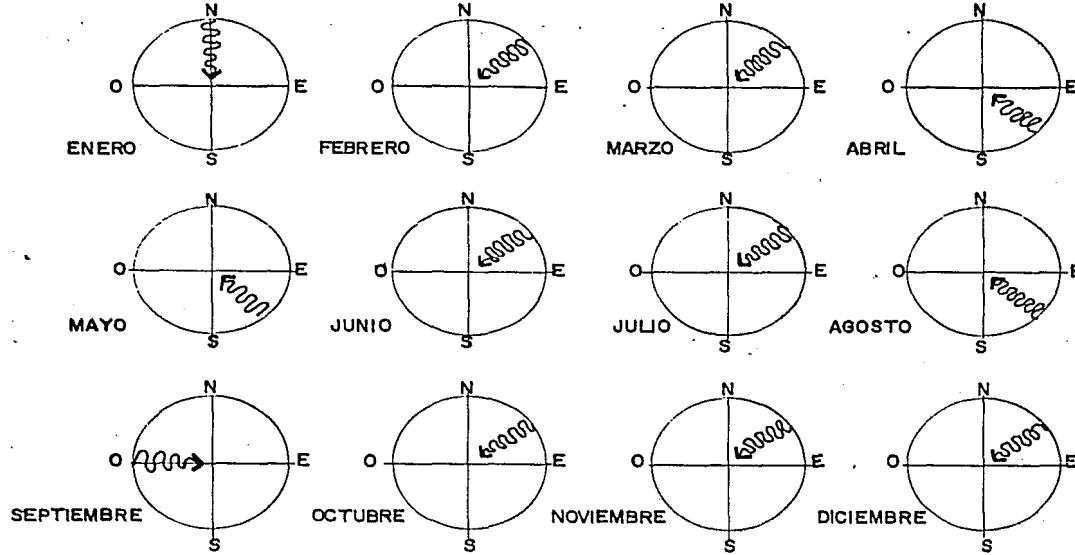 N N N N
O E O E O E O E
S S S S
ENERO FEBRERO MARZO ABRIL
N N N N
O E O E O E O E
MAYO JUNIO JULIO AGOSTO
S S S S
N N N N
O E O E O E O E
SEPTIEMBRE OCTUBRE NOVIEMBRE DICIEMBRE
S S S S